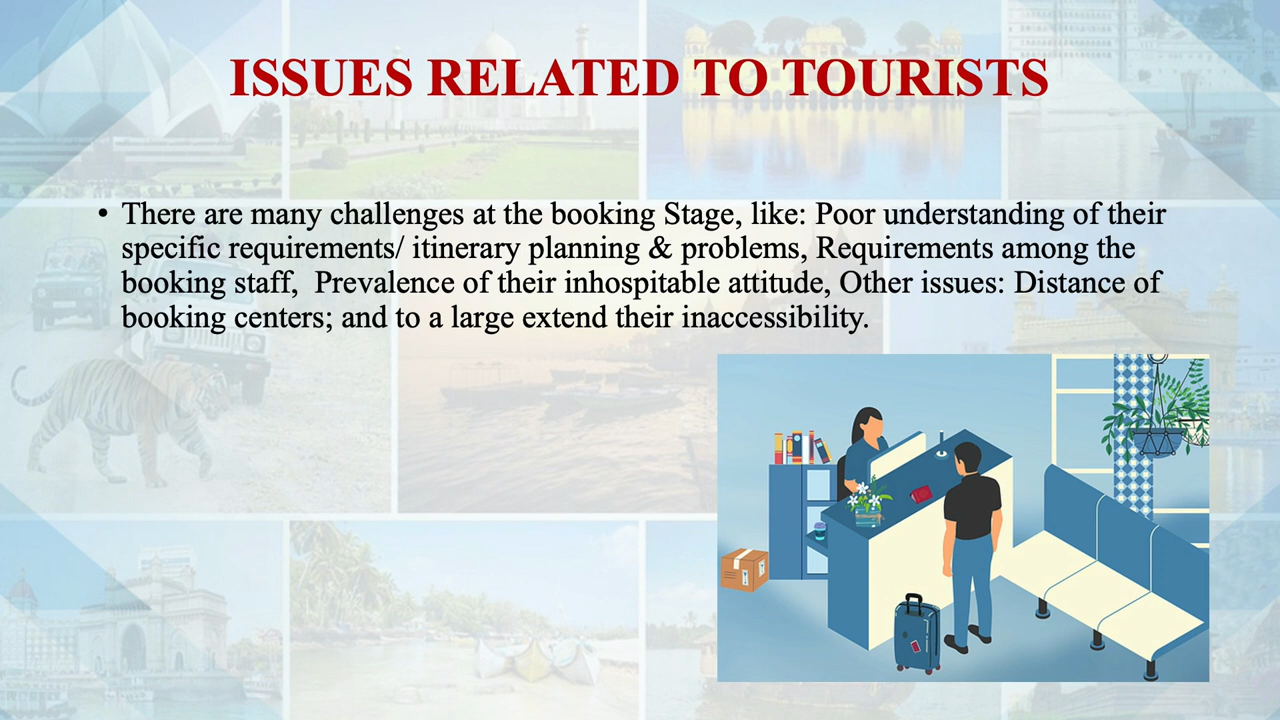 ISSUES RELATED TO TOURISTS
• There are many challenges at the booking Stage, like: Poor understanding of their
specific requirements/ itinerary planning & problems, Requirements among the
booking staff,  Prevalence of their inhospitable attitude, Other issues: Distance of
booking centers; and to a large extend their inaccessibility.